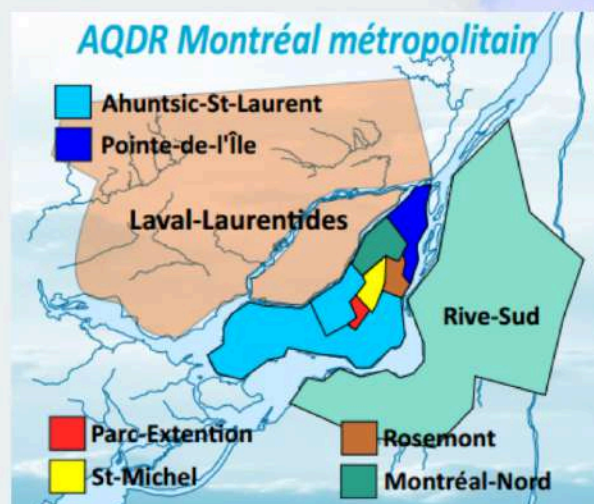 AQDR Montréal métropolitain
Ahuntsic-St-Laurent
Pointe-de-l'Île
Laval-Laurentides
Rive-Sud
Parc-Extention
Rosemont
St-Michel
Montréal-Nord